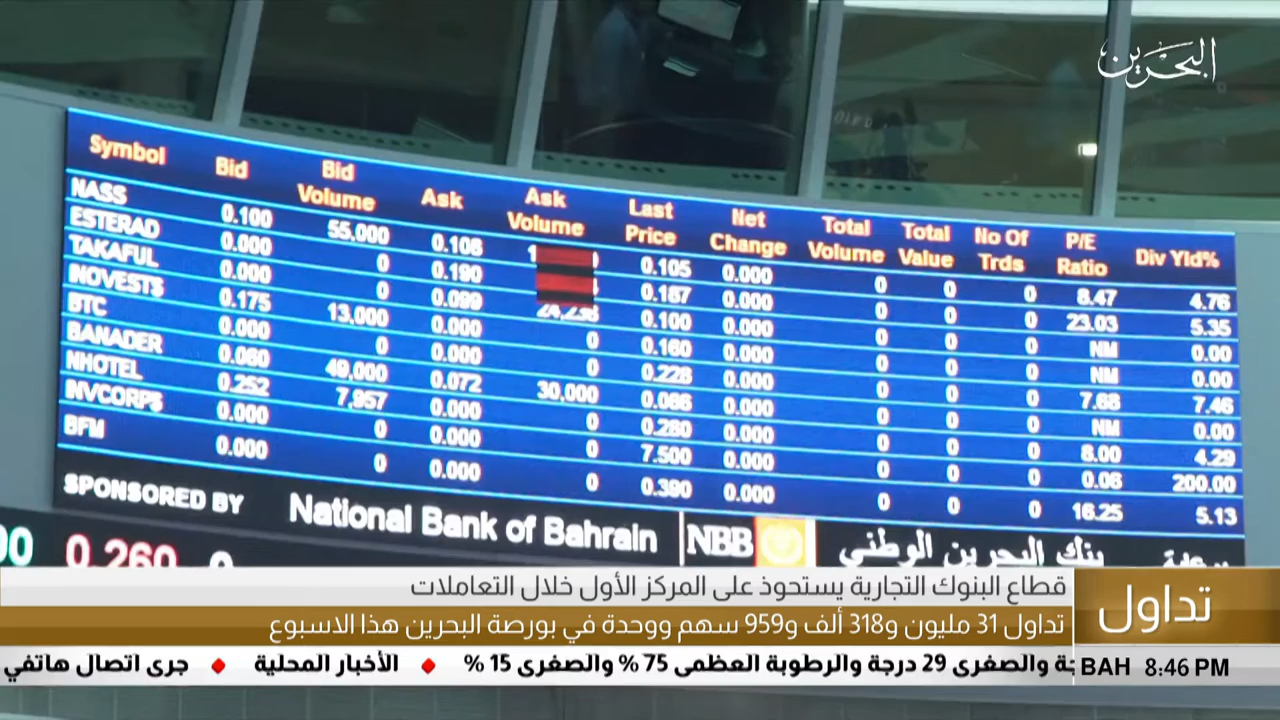 البحرين
Symbol Bid Bid Volume Ask Ask Volume Last Price Net Change Total Volume Total Value No Of Trds P/E Ratio Div Yld%
NASS 0.100 55,000 0.106 0.105 0.000 0 0 0 8.47 4.76
ESTERAD 0.000 0 0.190 0.187 0.000 0 0 0 23.03 5.35
TAKAFUL 0.000 0 0.099 0.100 0.000 0 0 0 NM 0.00
INOVEST$ 0.175 13,000 0.000 0 0.160 0.000 0 0 0 NM 0.00
BTC 0.000 0 0.000 0 0.228 0.000 0 0 0 7.68 7.46
BANADER 0.060 49,000 0.072 30,000 0.066 0.000 0 0 0 NM 0.00
NHOTEL 0.252 7,957 0.000 0 0.280 0.000 0 0 0 8.00 4.29
INVCORP$ 0.000 0 0.000 0 7.500 0.000 0 0 0 0.06 200.00
BFM 0.000 0 0.000 0 0.390 0.000 0 0 0 16.25 5.13
SPONSORED BY National Bank of Bahrain NBB بنك البحرين الوطني
0.260
تداول
قطاع البنوك التجارية يستحوذ على المركز الأول خلال التعاملات
تداول 31 مليون و318 ألف و959 سهم ووحدة في بورصة البحرين هذا الاسبوع
والصغرى 29 درجة والرطوبة العظمى 75 % والصغرى 15 % ♦ الأخبار المحلية ♦ جرى اتصال هاتفي
BAH 8:46 PM